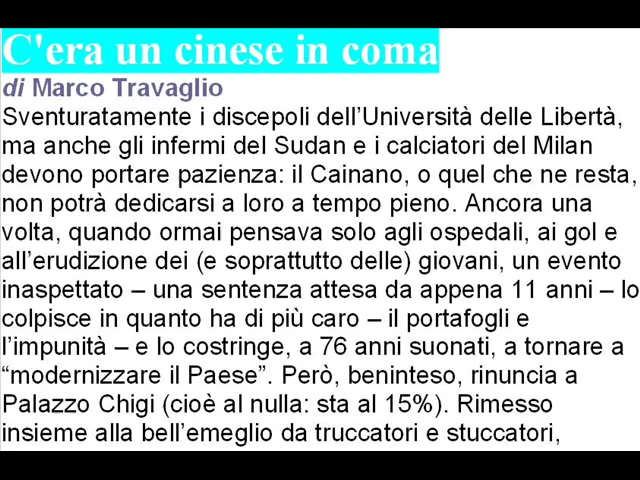 C'era un cinese in coma
di Marco Travaglio
Sventuratamente i discepoli dell’Università delle Libertà,
ma anche gli infermi del Sudan e i calciatori del Milan
devono portare pazienza: il Cainano, o quel che ne resta,
non potrà dedicarsi a loro a tempo pieno. Ancora una
volta, quando ormai pensava solo agli ospedali, ai gol e
all’erudizione dei (e soprattutto delle) giovani, un evento
inaspettato – una sentenza attesa da appena 11 anni – lo
colpisce in quanto ha di più caro – il portafogli e
l’impunità – e lo costringe, a 76 anni suonati, a tornare a
“modernizzare il Paese”. Però, beninteso, rinuncia a
Palazzo Chigi (cioè al nulla: sta al 15%). Rimesso
insieme alla bell’emeglio da truccatori e stuccatori,